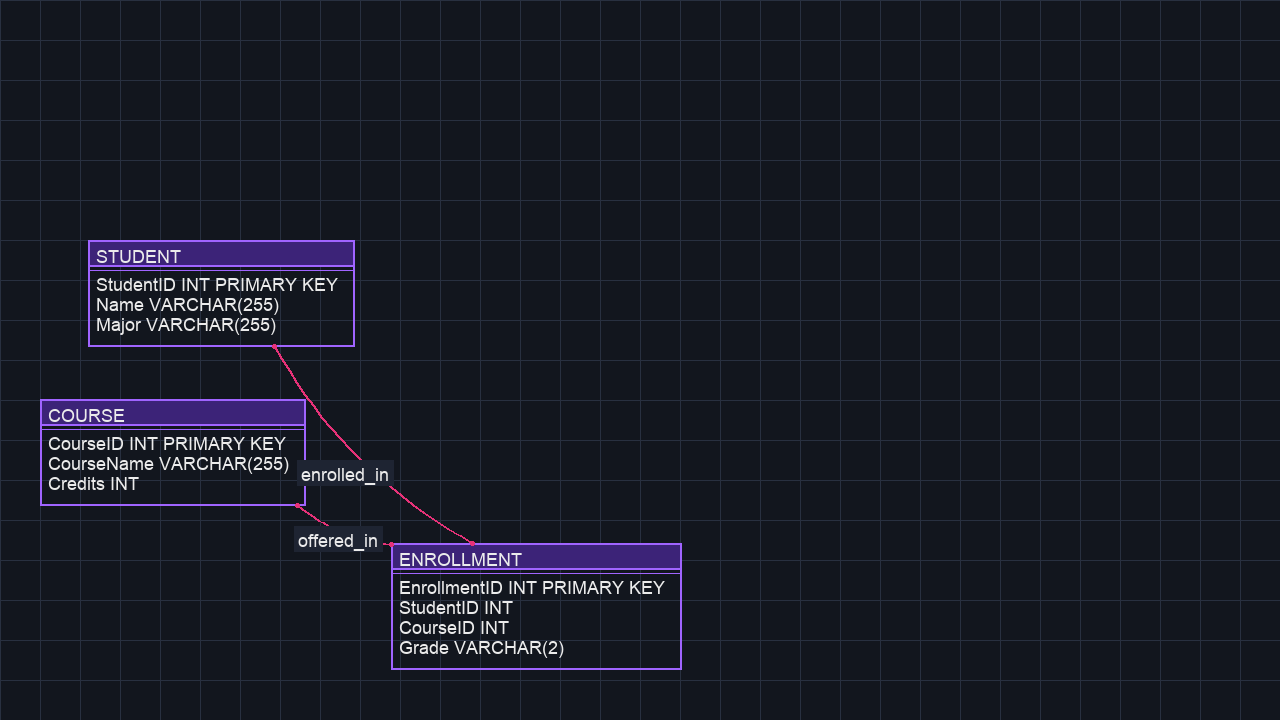 STUDENT
StudentID INT PRIMARY KEY
Name VARCHAR(255)
Major VARCHAR(255)
COURSE
CourseID INT PRIMARY KEY
CourseName VARCHAR(255)
Credits INT
enrolled_in
offered_in
ENROLLMENT
EnrollmentID INT PRIMARY KEY
StudentID INT
CourseID INT
Grade VARCHAR(2)